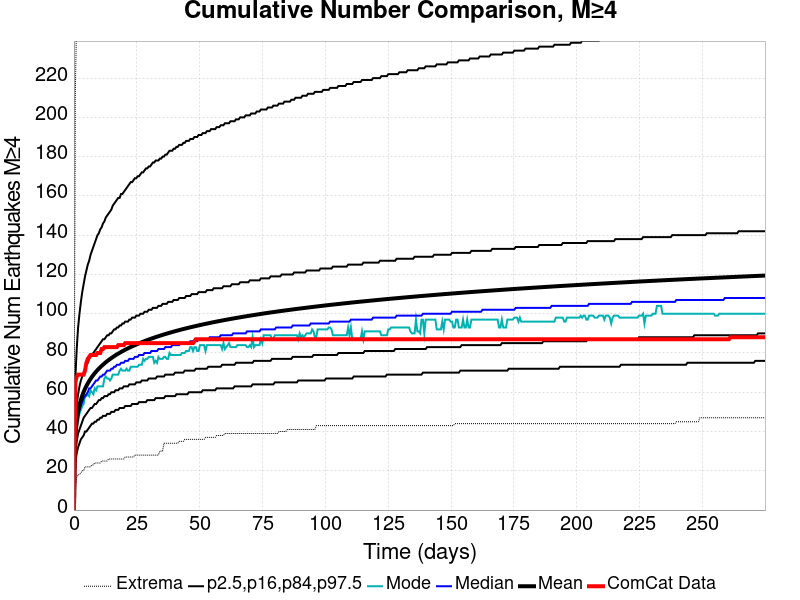 Cumulative Number Comparison, M≥4
Cumulative Num Earthquakes M≥4
220
200
180
160
140
120
100
80
60
40
20
0
0 25 50 75 100 125 150 175 200 225 250
Time (days)
Extrema p2.5,p16,p84,p97.5 Mode Median Mean ComCat Data